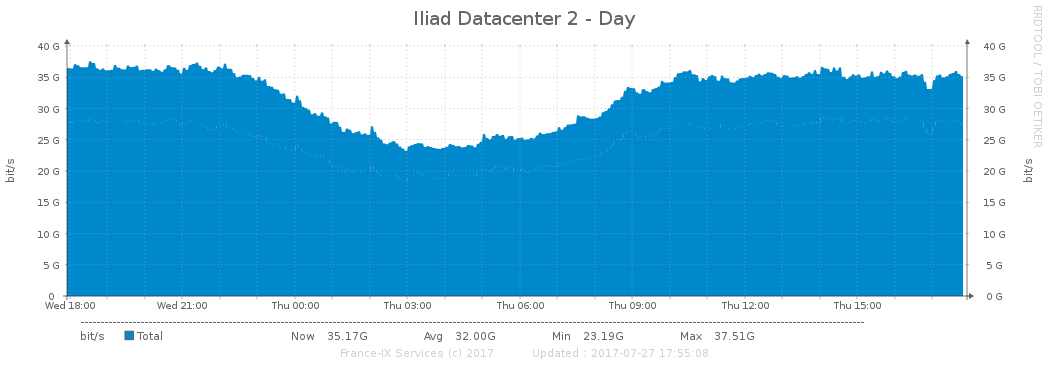 Iliad Datacenter 2 - Day
RRDTOOL / TOBI OETIKER
40 G 40 G
35 G 35 G
30 G 30 G
25 G 25 G
20 G 20 G
15 G 15 G
10 G 10 G
5 G 5 G
0 0 G
bit/s bit/s
Wed 18:00 Wed 21:00 Thu 00:00 Thu 03:00 Thu 06:00 Thu 09:00 Thu 12:00 Thu 15:00
bit/s Total Now 35.17G Avg 32.00G Min 23.19G Max 37.51G
France-IX Services (c) 2017 Updated : 2017-07-27 17:55:08